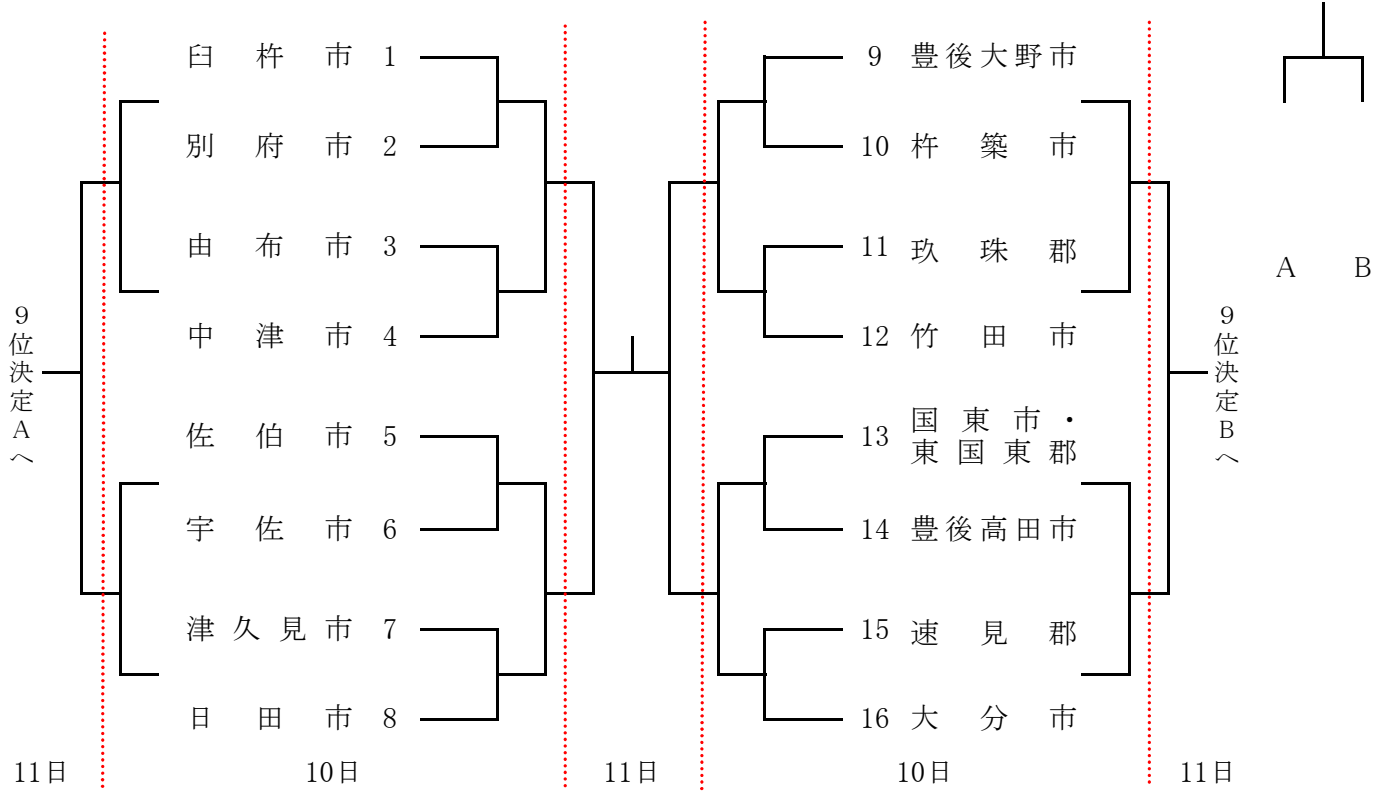 臼杵市 1
別府市 2
由布市 3
中津市 4
佐伯市 5
宇佐市 6
津久見市 7
日田市 8
9 豊後大野市
10 杵築市
11 玖珠郡
12 竹田市
13 国東市・
東国東郡
14 豊後高田市
15 速見郡
16 大分市
9位決定Aへ
9位決定Bへ
A B
11日 10日 11日 10日 11日